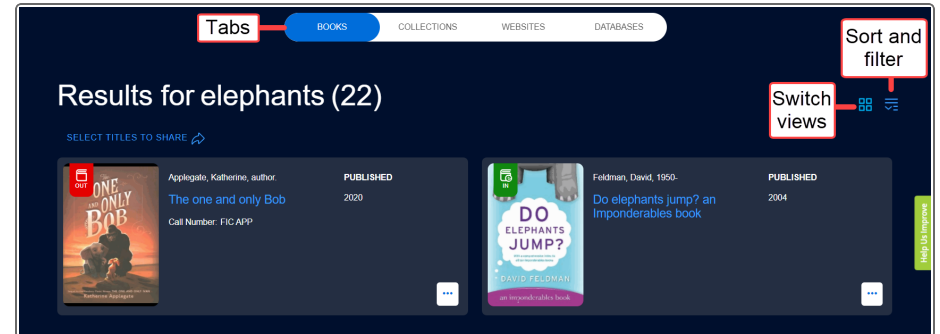 Tabs
BOOKS
COLLECTIONS
WEBSITES
DATABASES
Sort and
filter
Results for elephants (22)
Switch
views
SELECT TITLES TO SHARE
OUT
The
ONE
AND ONLY
BOB
Katherine Applegate
Applegate, Katherine, author.
The one and only Bob
Call Number: FIC APP
PUBLISHED
2020
...
IN
DO
ELEPHANTS
JUMP?
DAVID FELDMAN
an imponderables book
Feldman, David, 1950-
Do elephants jump? an
Imponderables book
PUBLISHED
2004
...
Help Us Improve